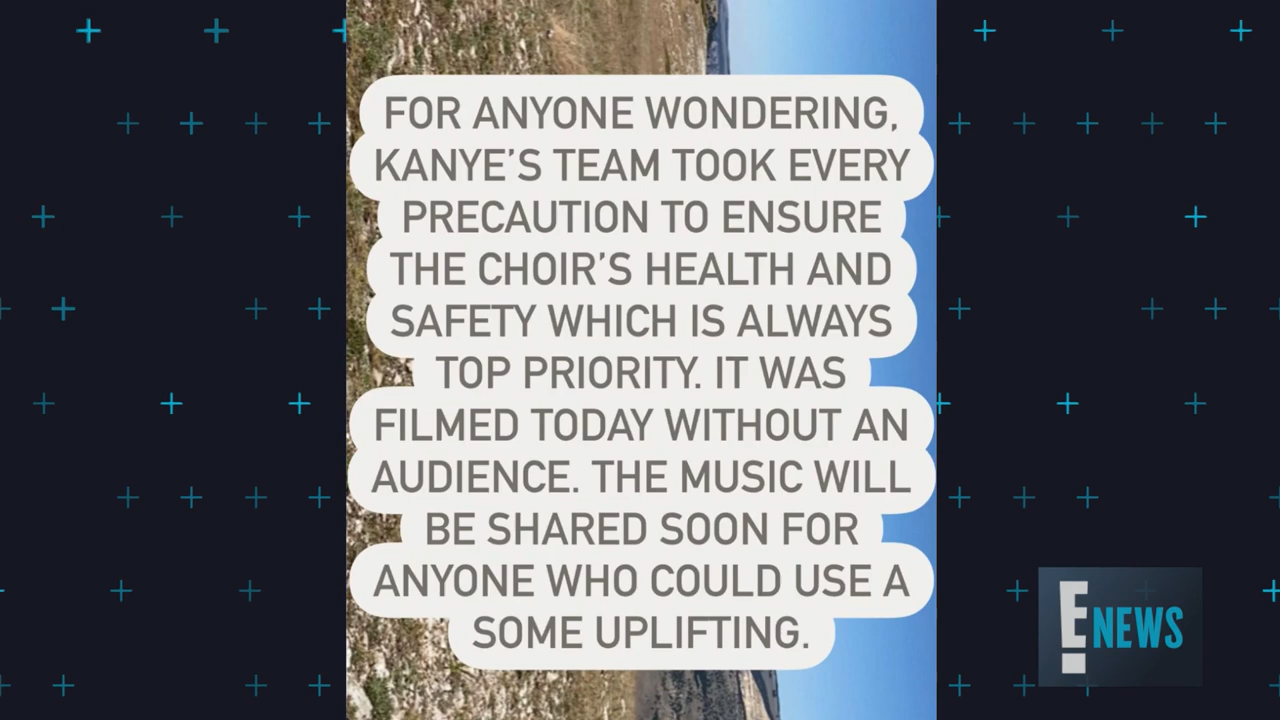 FOR ANYONE WONDERING,
KANYE'S TEAM TOOK EVERY
PRECAUTION TO ENSURE
THE CHOIR'S HEALTH AND
SAFETY WHICH IS ALWAYS
TOP PRIORITY. IT WAS
FILMED TODAY WITHOUT AN
AUDIENCE. THE MUSIC WILL
BE SHARED SOON FOR
ANYONE WHO COULD USE A
SOME UPLIFTING.
E! NEWS